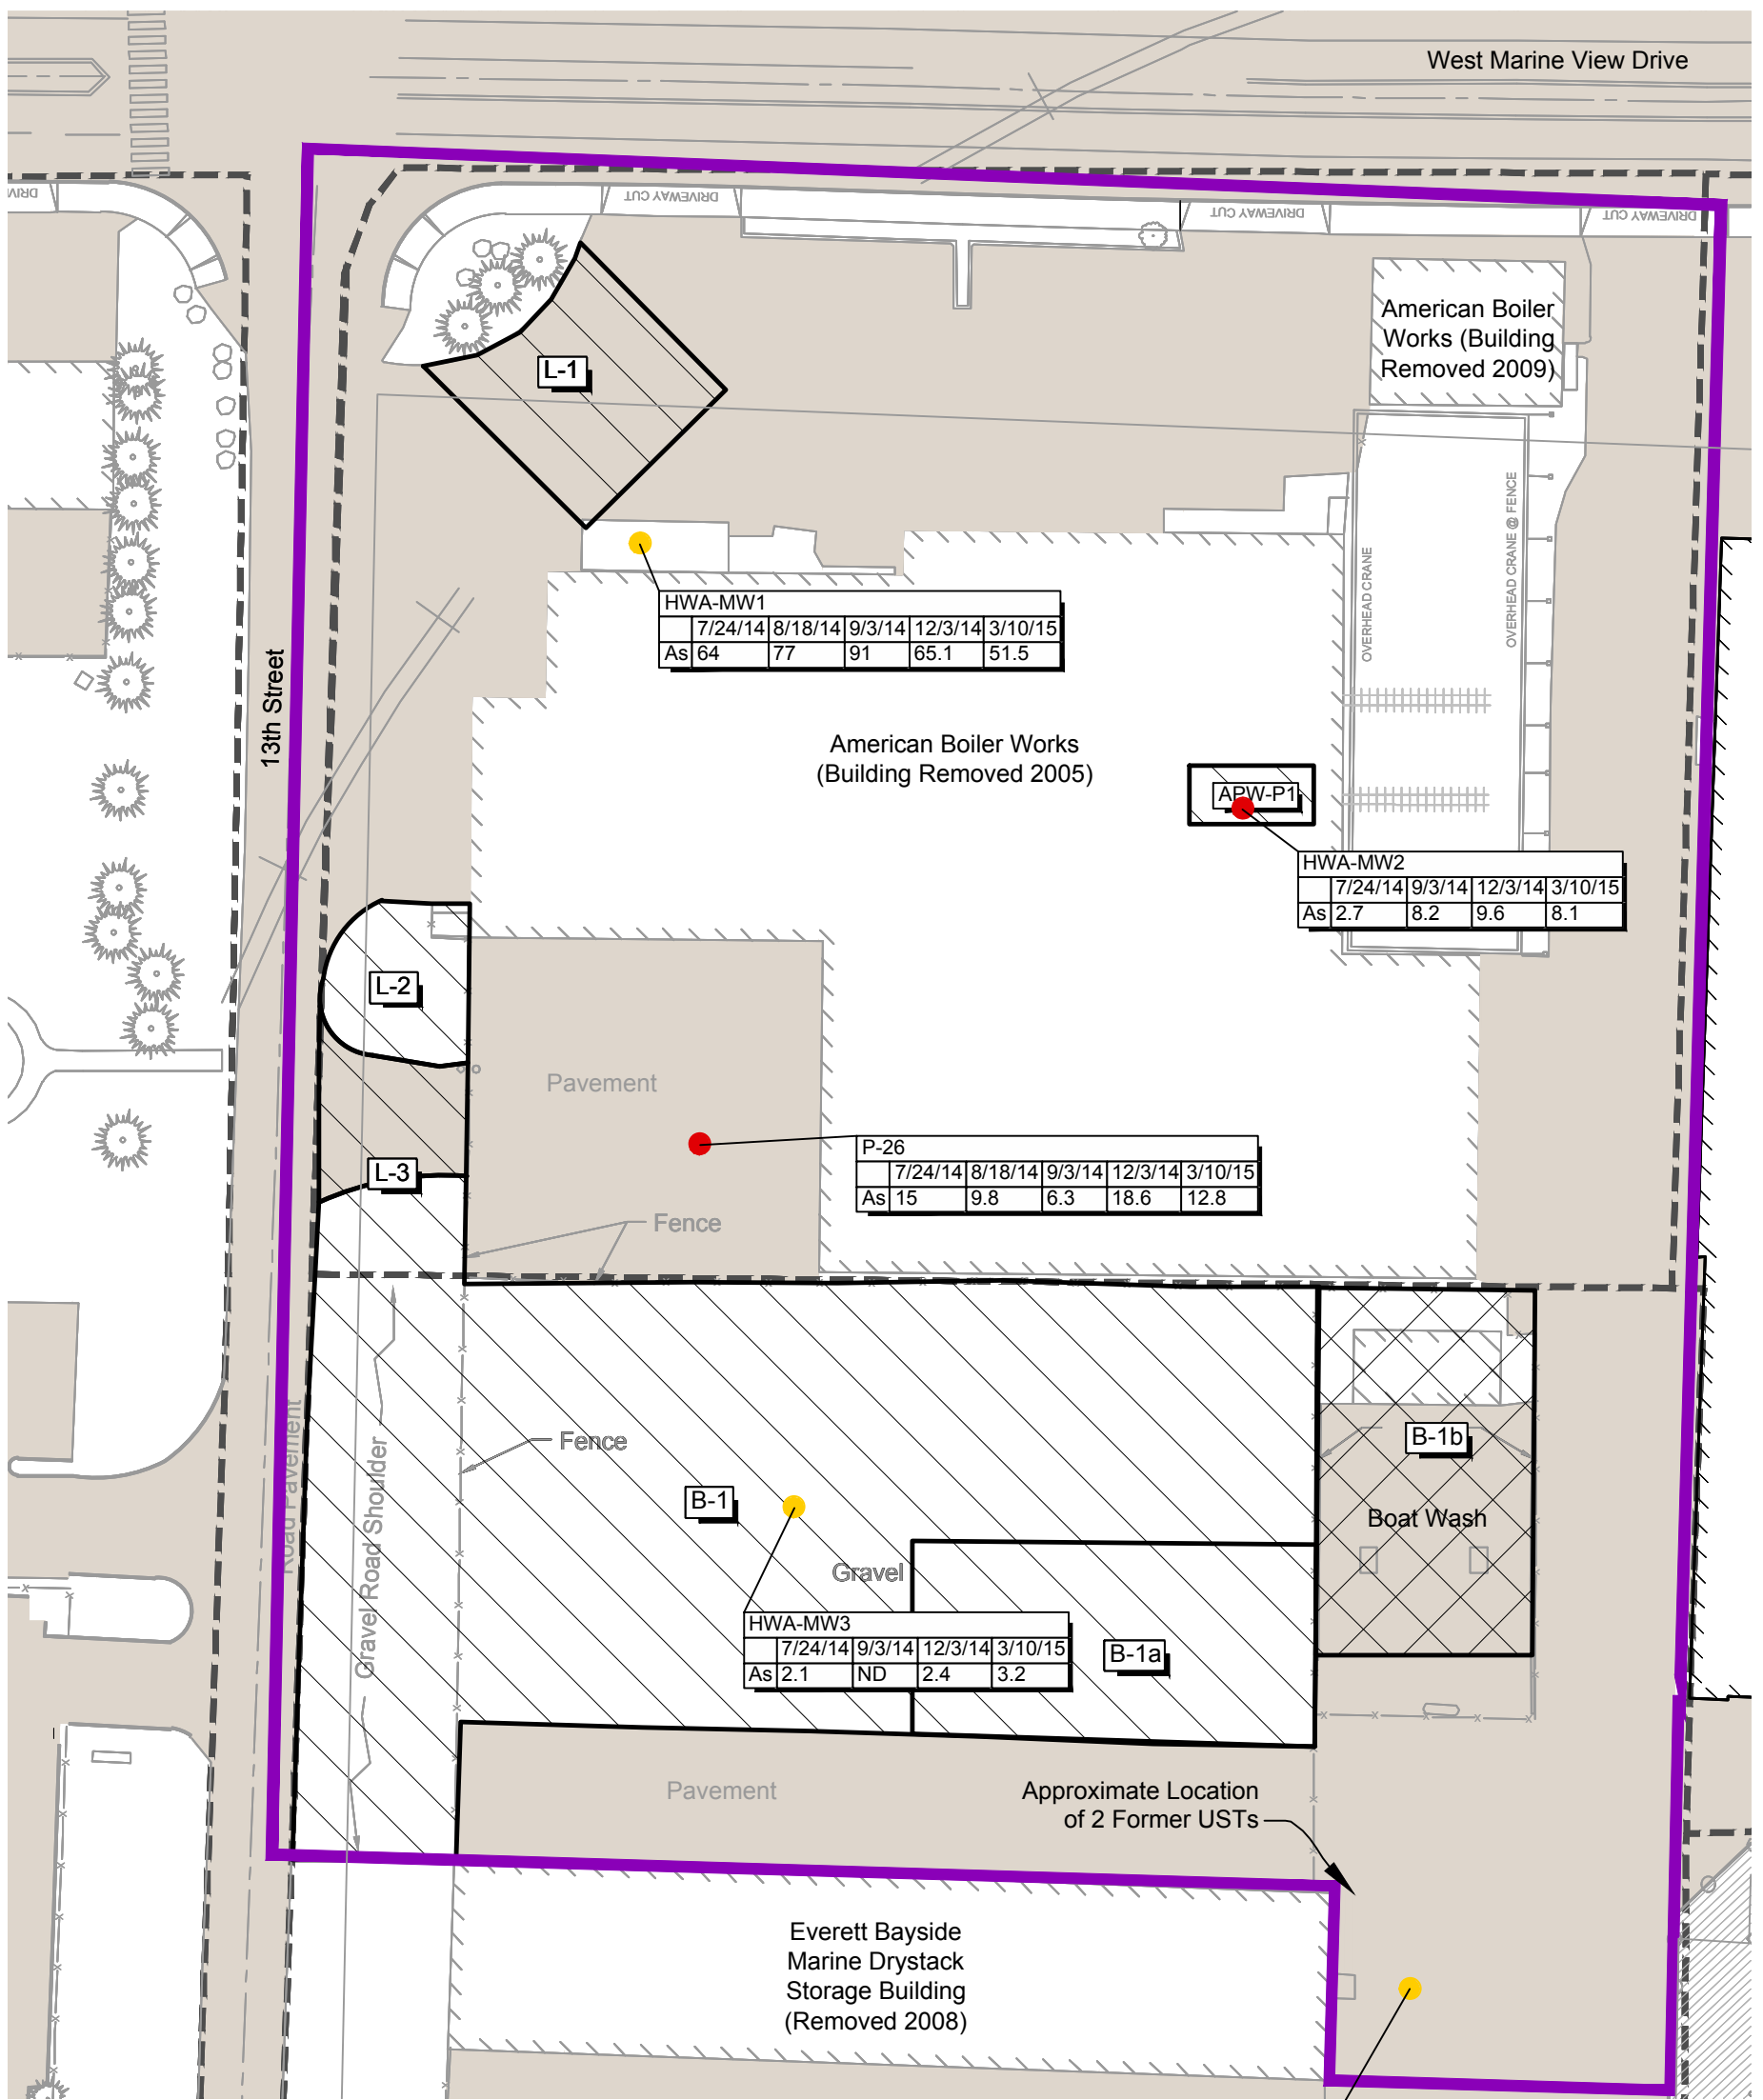 West Marine View Drive
DRIVEWAY CUT
DRIVEWAY CUT
DRIVEWAY CUT
DRIV
American Boiler
Works (Building
Removed 2009)
L-1
OVERHEAD CRANE
OVERHEAD CRANE @ FENCE
HWA-MW1
7/24/14 8/18/14 9/3/14 12/3/14 3/10/15
As 64 77 91 65.1 51.5
13th Street
American Boiler Works
(Building Removed 2005)
APW-P1
HWA-MW2
7/24/14 9/3/14 12/3/14 3/10/15
As 2.7 8.2 9.6 8.1
L-2
Pavement
P-26
7/24/14 8/18/14 9/3/14 12/3/14 3/10/15
As 15 9.8 6.3 18.6 12.8
L-3
Fence
Road Pavement
Gravel Road Shoulder
Fence
B-1b
B-1
Boat Wash
Gravel
HWA-MW3
7/24/14 9/3/14 12/3/14 3/10/15
As 2.1 ND 2.4 3.2
B-1a
Pavement
Approximate Location
of 2 Former USTs
Everett Bayside
Marine Drystack
Storage Building
(Removed 2008)